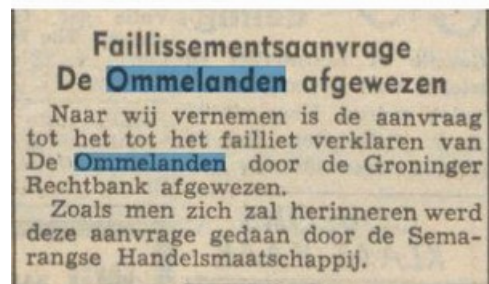 Faillissementsaanvrage
De Ommelanden afgewezen
Naar wij vernemen is de aanvraag
tot het tot het failliet verklaren van
De Ommelanden door de Groninger
Rechtbank afgewezen.
Zoals men zich zal herinneren werd
deze aanvrage gedaan door de Sema-
rangse Handelsmaatschappij.